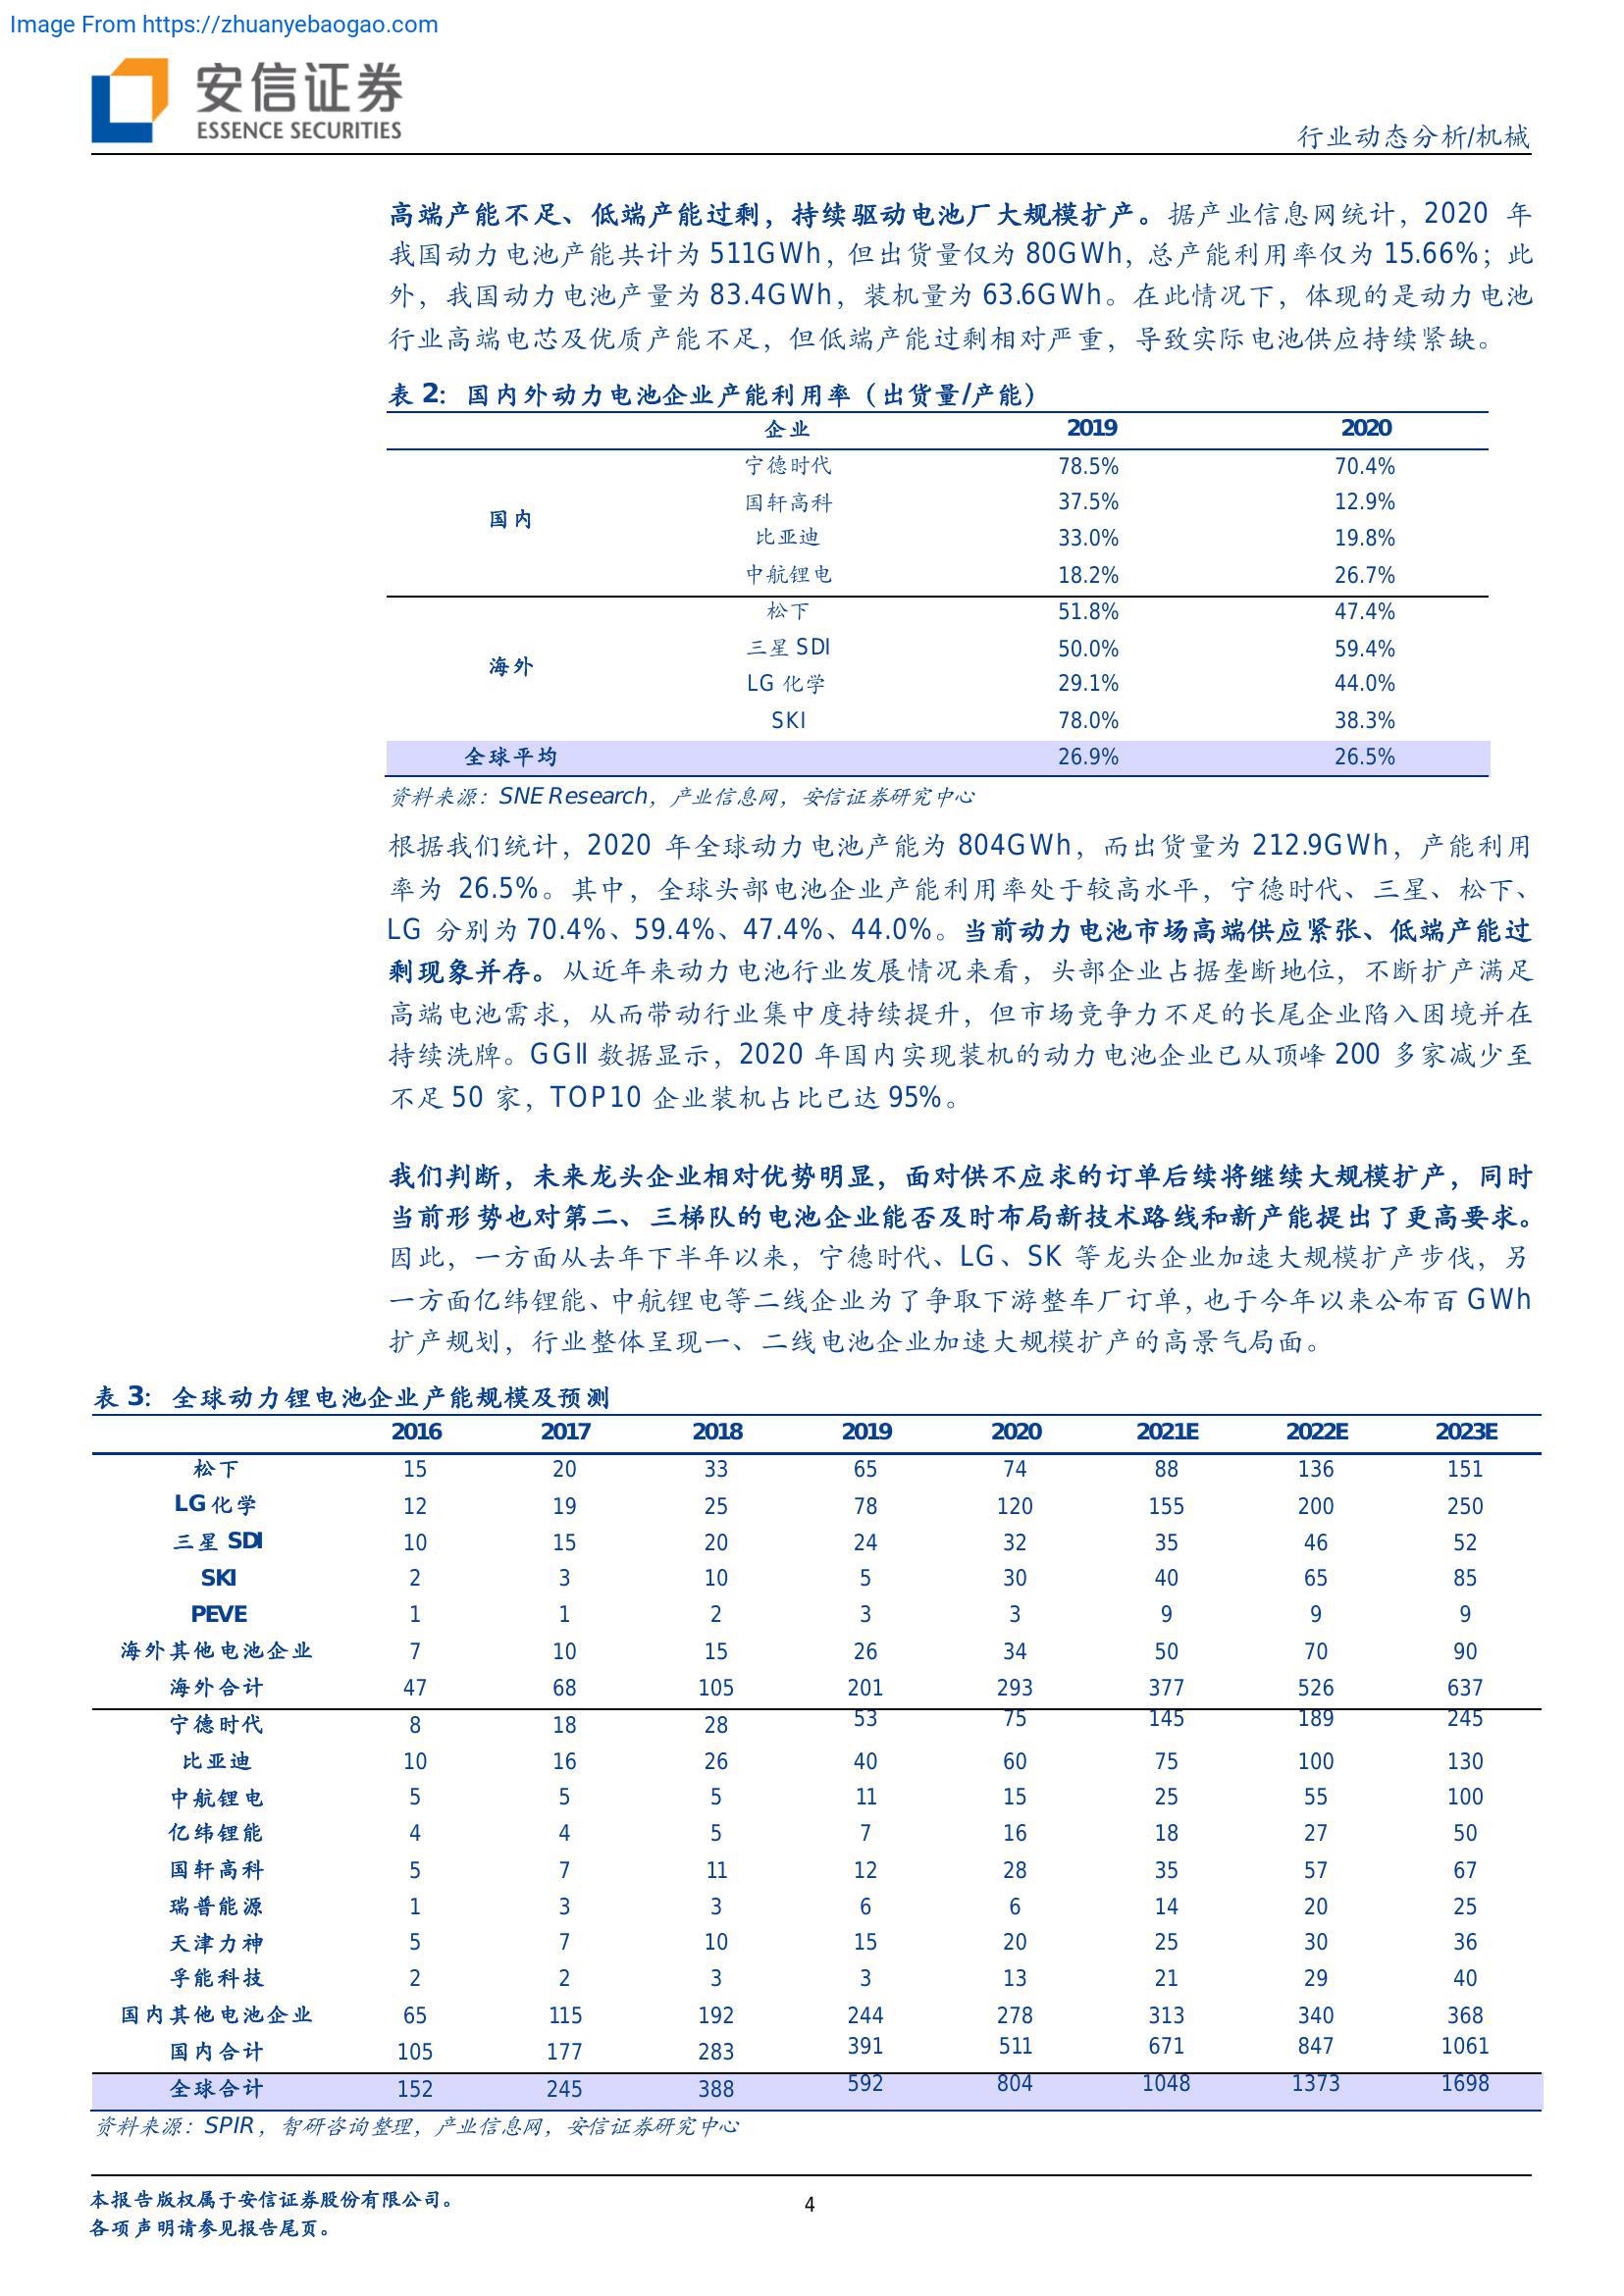 Image From https://zhuanyebaogao.com
安信证券
ESSENCE SECURITIES
行业动态分析/机械
高端产能不足、低端产能过剩，持续驱动电池厂大规模扩产。据产业信息网统计，2020 年
我国动力电池产能共计为 511GWh，但出货量仅为 80GWh，总产能利用率仅为 15.66%；此
外，我国动力电池产量为 83.4GWh，装机量为 63.6GWh。在此情况下，体现的是动力电池
行业高端电芯及优质产能不足，但低端产能过剩相对严重，导致实际电池供应持续紧缺。
表 2：国内外动力电池企业产能利用率（出货量/产能）
企业 2019 2020
宁德时代 78.5% 70.4%
国轩高科 37.5% 12.9%
国内
比亚迪 33.0% 19.8%
中航锂电 18.2% 26.7%
松下 51.8% 47.4%
三星 SDI 50.0% 59.4%
海外
LG 化学 29.1% 44.0%
SKI 78.0% 38.3%
全球平均 26.9% 26.5%
资料来源：SNE Research，产业信息网，安信证券研究中心
根据我们统计，2020 年全球动力电池产能为 804GWh，而出货量为 212.9GWh，产能利用
率为 26.5%。其中，全球头部电池企业产能利用率处于较高水平，宁德时代、三星、松下、
LG 分别为 70.4%、59.4%、47.4%、44.0%。当前动力电池市场高端供应紧张、低端产能过
剩现象并存。从近年来动力电池行业发展情况来看，头部企业占据垄断地位，不断扩产满足
高端电池需求，从而带动行业集中度持续提升，但市场竞争力不足的长尾企业陷入困境并在
持续洗牌。GGII 数据显示，2020 年国内实现装机的动力电池企业已从顶峰 200 多家减少至
不足 50 家，TOP10 企业装机占比已达 95%。
我们判断，未来龙头企业相对优势明显，面对供不应求的订单后续将继续大规模扩产，同时
当前形势也对第二、三梯队的电池企业能否及时布局新技术路线和新产能提出了更高要求。
因此，一方面从去年下半年以来，宁德时代、LG、SK 等龙头企业加速大规模扩产步伐，另
一方面亿纬锂能、中航锂电等二线企业为了争取下游整车厂订单，也于今年以来公布百 GWh
扩产规划，行业整体呈现一、二线电池企业加速大规模扩产的高景气局面。
表 3：全球动力锂电池企业产能规模及预测
2016 2017 2018 2019 2020 2021E 2022E 2023E
松下 15 20 33 65 74 88 136 151
LG 化学 12 19 25 78 120 155 200 250
三星 SDI 10 15 20 24 32 35 46 52
SKI 2 3 10 5 30 40 65 85
PEVE 1 1 2 3 3 9 9 9
海外其他电池企业 7 10 15 26 34 50 70 90
海外合计 47 68 105 201 293 377 526 637
宁德时代 8 18 28 53 75 145 189 245
比亚迪 10 16 26 40 60 75 100 130
中航锂电 5 5 5 11 15 25 55 100
亿纬锂能 4 4 5 7 16 18 27 50
国轩高科 5 7 11 12 28 35 57 67
瑞普能源 1 3 3 6 6 14 20 25
天津力神 5 7 10 15 20 25 30 36
孚能科技 2 2 3 3 13 21 29 40
国内其他电池企业 65 115 192 244 278 313 340 368
国内合计 105 177 283 391 511 671 847 1061
全球合计 152 245 388 592 804 1048 1373 1698
资料来源：SPIR，智研咨询整理，产业信息网，安信证券研究中心
本报告版权属于安信证券股份有限公司。
4
各项声明请参见报告尾页。